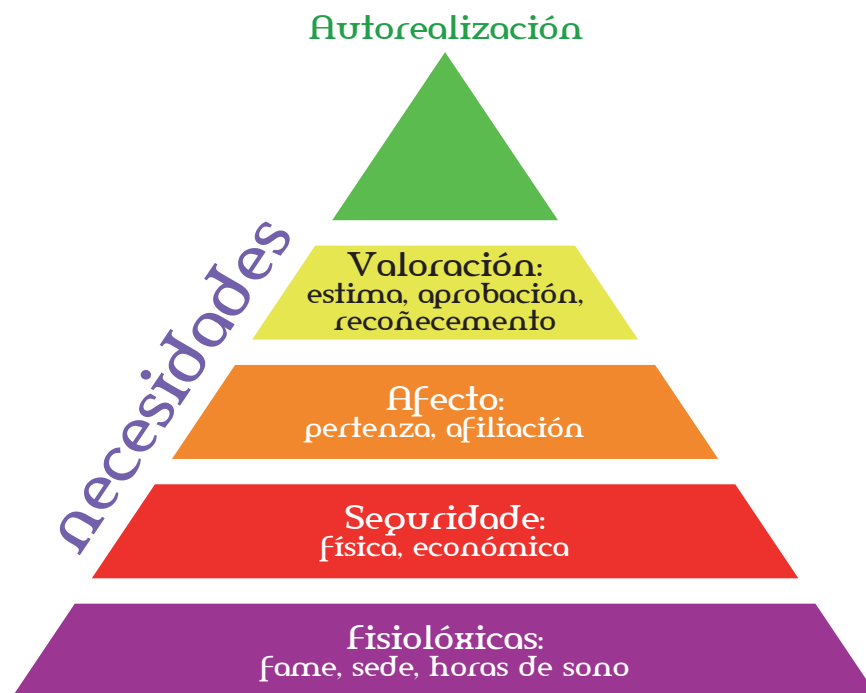 Autorealización
necesidades
Valoración:
estima, aprobación,
recoñecemento
Afecto:
pertenza, afiliación
Seguridade:
física, económica
Fisiolóxicas:
fame, sede, horas de sono